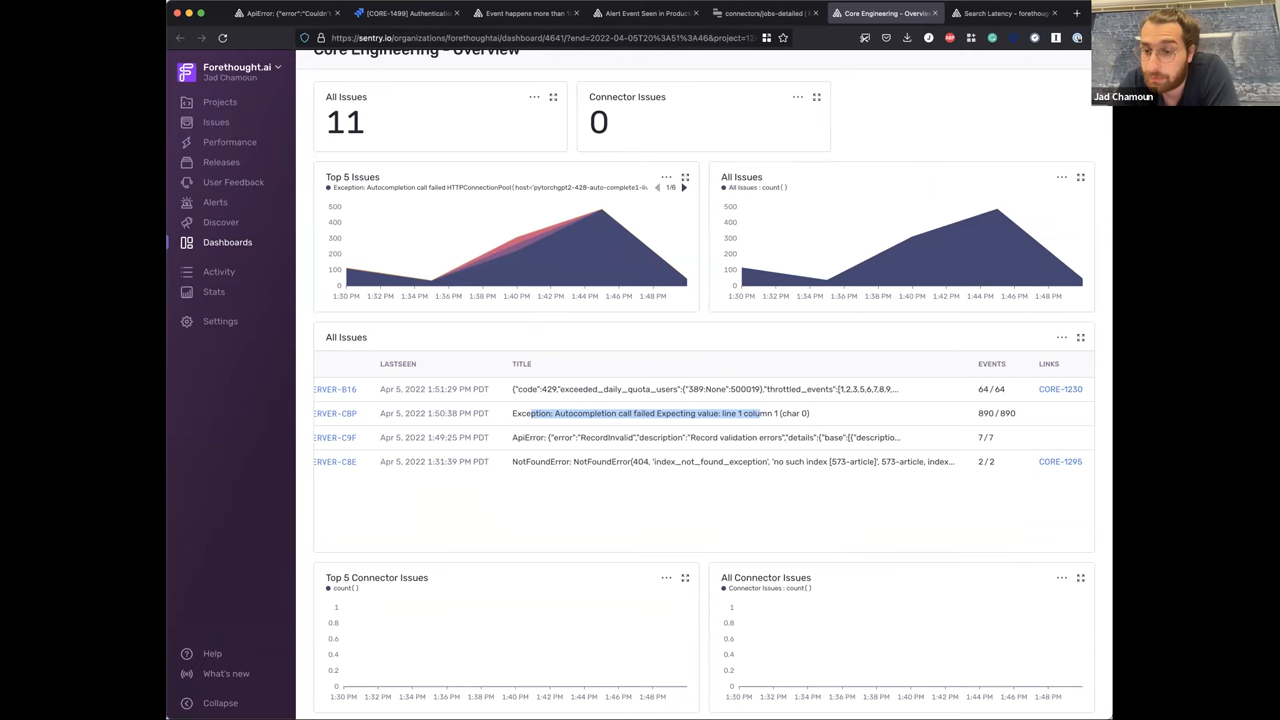 ApiError: {"error":"Couldn't
[CORE-1499] Authenticatio
Event happens more than 1
Alert Event Seen in Produc
connectors/jobs-detailed |
Core Engineering - Overvie
Search Latency - forethoug
https://sentry.io/organizations/forethoughtai/dashboard/4641/?end=2022-04-05T20%3A51%3A46&project=12
Jad Chamoun
Forethought.ai
Jad Chamoun
Projects
Issues
Performance
Releases
User Feedback
Alerts
Discover
Dashboards
Activity
Stats
Settings
Help
What's new
Collapse
Core Engineering - Overview
All Issues
11
Connector Issues
0
Top 5 Issues
Exception: Autocompletion call failed HTTPConnectionPool(host='pytorchgpt2-428-auto-complete1-liv
1/6
500
400
300
200
100
0
1:30 PM 1:32 PM 1:34 PM 1:36 PM 1:38 PM 1:40 PM 1:42 PM 1:44 PM 1:46 PM 1:48 PM
All Issues
All Issues : count()
500
400
300
200
100
0
1:30 PM 1:32 PM 1:34 PM 1:36 PM 1:38 PM 1:40 PM 1:42 PM 1:44 PM 1:46 PM 1:48 PM
All Issues
LASTSEEN TITLE EVENTS LINKS
ERVER-B16 Apr 5, 2022 1:51:29 PM PDT {"code":429,"exceeded_daily_quota_users":{"389:None":500019},"throttled_events":[1,2,3,5,6,7,8,9,... 64 / 64 CORE-1230
ERVER-CBP Apr 5, 2022 1:50:38 PM PDT Exception: Autocompletion call failed Expecting value: line 1 column 1 (char 0) 890 / 890
ERVER-C9F Apr 5, 2022 1:49:25 PM PDT ApiError: {"error":"RecordInvalid","description":"Record validation errors","details":{"base":[{"descriptio... 7 / 7
ERVER-C8E Apr 5, 2022 1:31:39 PM PDT NotFoundError: NotFoundError(404, 'index_not_found_exception', 'no such index [573-article]', 573-article, index... 2 / 2 CORE-1295
Top 5 Connector Issues
count()
1
0.8
0.6
0.4
0.2
0
1:30 PM 1:32 PM 1:34 PM 1:36 PM 1:38 PM 1:40 PM 1:42 PM 1:44 PM 1:46 PM 1:48 PM
All Connector Issues
Connector Issues : count()
1
0.8
0.6
0.4
0.2
0
1:30 PM 1:32 PM 1:34 PM 1:36 PM 1:38 PM 1:40 PM 1:42 PM 1:44 PM 1:46 PM 1:48 PM